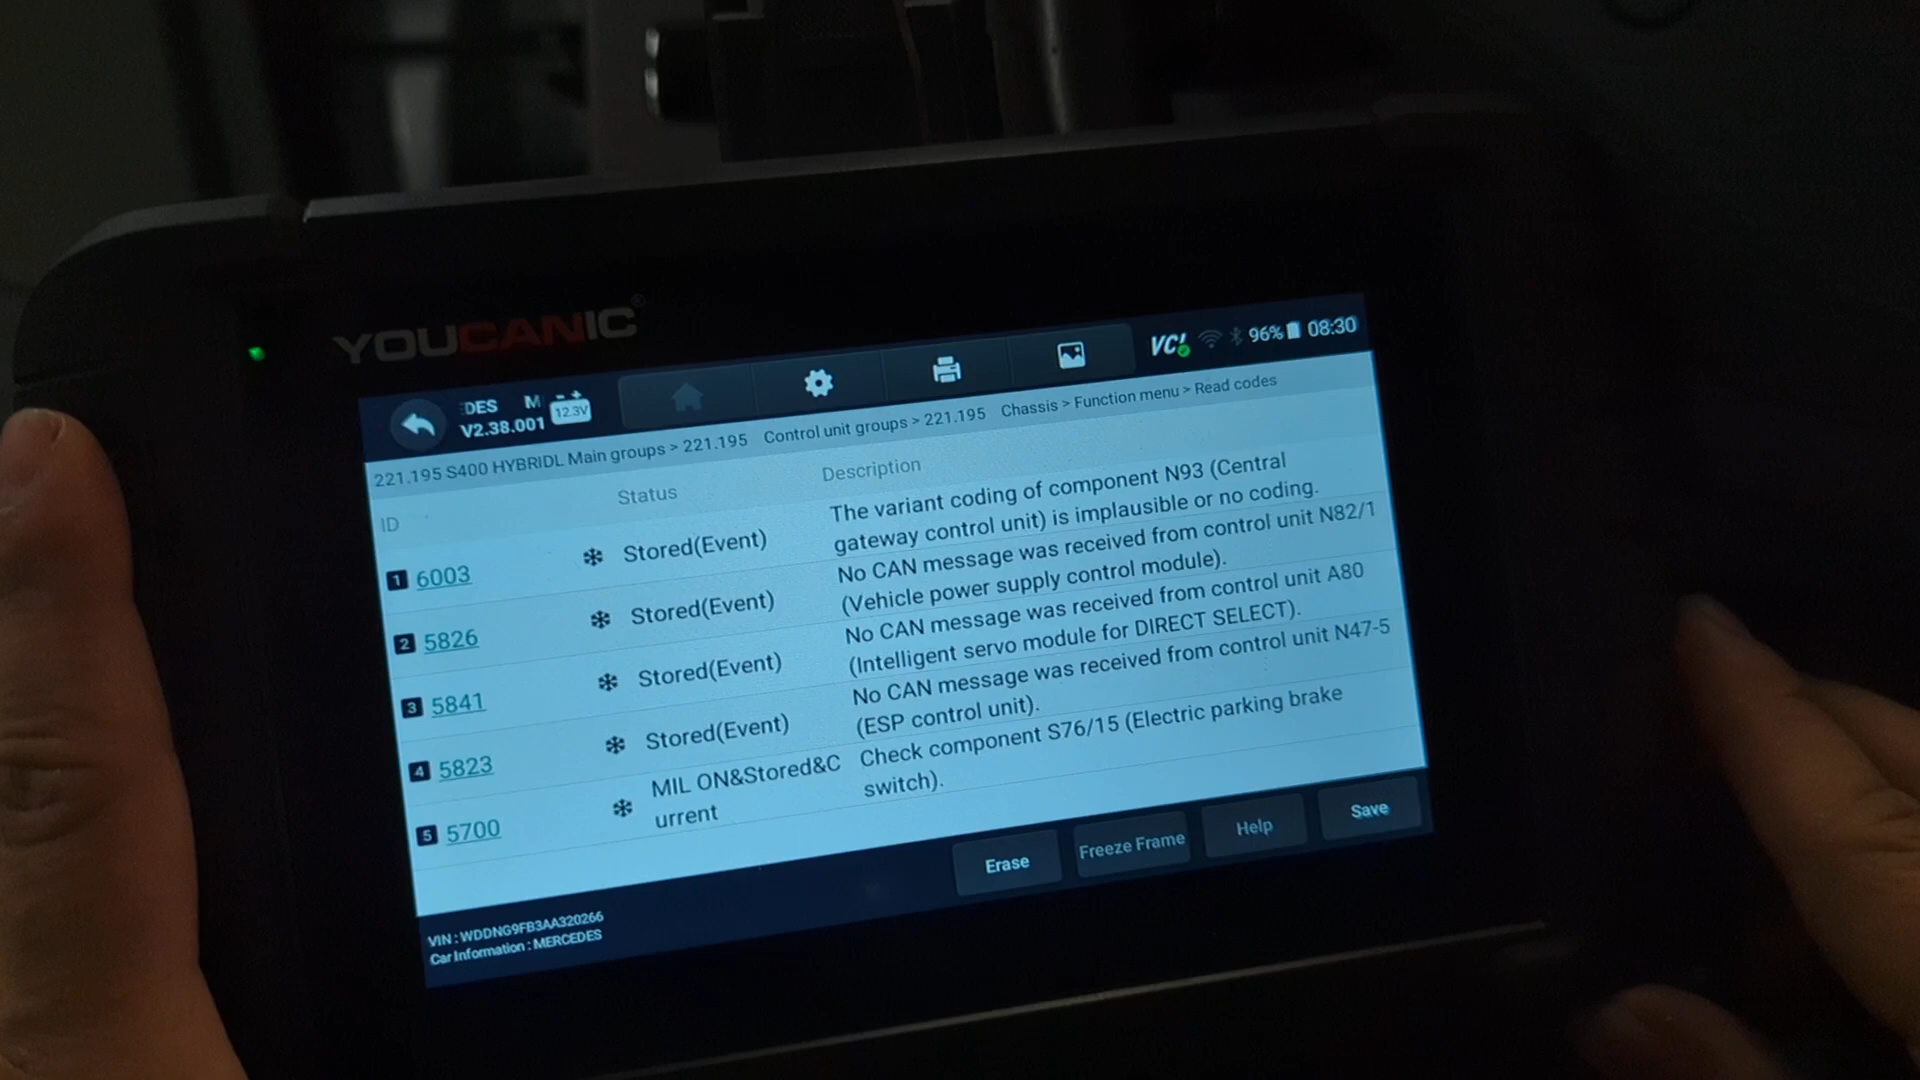 YOUCANIC®
DES M 12.3V
V2.38.001
VCI 96% 08:30
221.195 S400 HYBRIDL Main groups > 221.195 Control unit groups > 221.195 Chassis > Function menu > Read codes
ID Status Description
1 6003 Stored(Event) The variant coding of component N93 (Central
gateway control unit) is implausible or no coding.
2 5826 Stored(Event) No CAN message was received from control unit N82/1
(Vehicle power supply control module).
3 5841 Stored(Event) No CAN message was received from control unit A80
(Intelligent servo module for DIRECT SELECT).
4 5823 Stored(Event) No CAN message was received from control unit N47-5
(ESP control unit).
5 5700 MIL ON&Stored&C Check component S76/15 (Electric parking brake
urrent switch).
Erase Freeze Frame Help Save
VIN : WDDNG9FB3AA320266
Car Information : MERCEDES